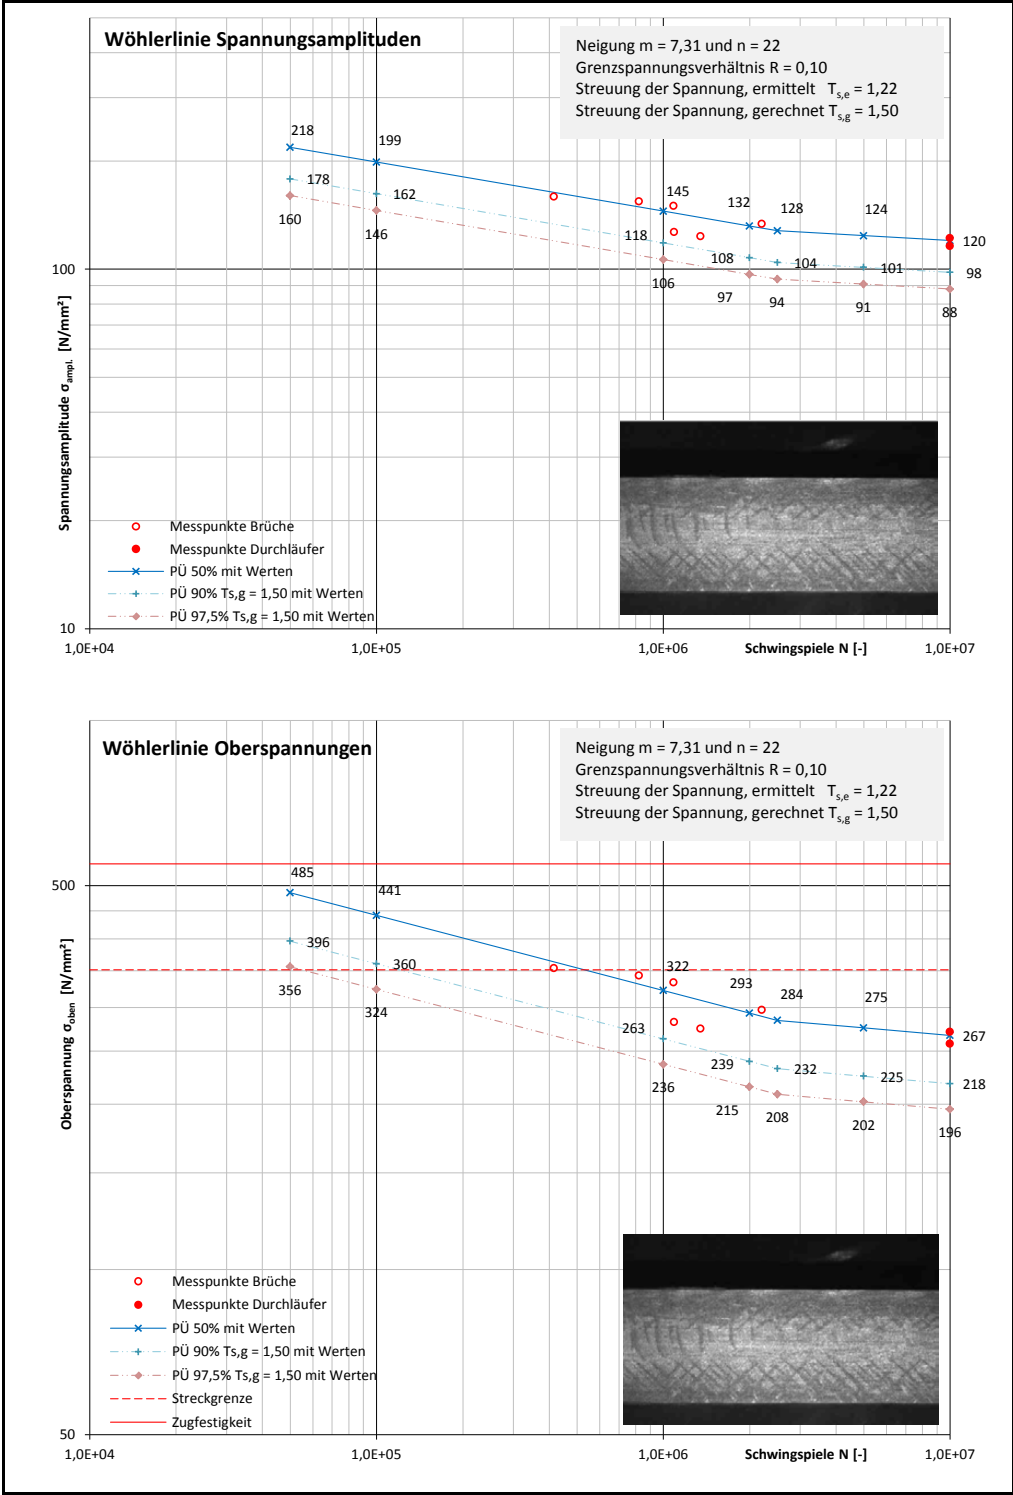 Wöhlerlinie Spannungsamplituden
Neigung m = 7,31 und n = 22
Grenzspannungsverhältnis R = 0,10
Streuung der Spannung, ermittelt T_s,e = 1,22
Streuung der Spannung, gerechnet T_s,g = 1,50
218
199
178
162
160
146
145
132
128
124
120
118
108
104
101
98
106
97
94
91
88
100
10
Spannungsamplitude σ_ampl. [N/mm²]
Messpunkte Brüche
Messpunkte Durchläufer
PÜ 50% mit Werten
PÜ 90% Ts,g = 1,50 mit Werten
PÜ 97,5% Ts,g = 1,50 mit Werten
1,0E+04
1,0E+05
1,0E+06
Schwingspiele N [-]
1,0E+07
Wöhlerlinie Oberspannungen
Neigung m = 7,31 und n = 22
Grenzspannungsverhältnis R = 0,10
Streuung der Spannung, ermittelt T_s,e = 1,22
Streuung der Spannung, gerechnet T_s,g = 1,50
485
441
396
360
356
324
322
293
284
275
267
263
239
232
225
218
236
215
208
202
196
500
50
Oberspannung σ_oben [N/mm²]
Messpunkte Brüche
Messpunkte Durchläufer
PÜ 50% mit Werten
PÜ 90% Ts,g = 1,50 mit Werten
PÜ 97,5% Ts,g = 1,50 mit Werten
Streckgrenze
Zugfestigkeit
1,0E+04
1,0E+05
1,0E+06
Schwingspiele N [-]
1,0E+07